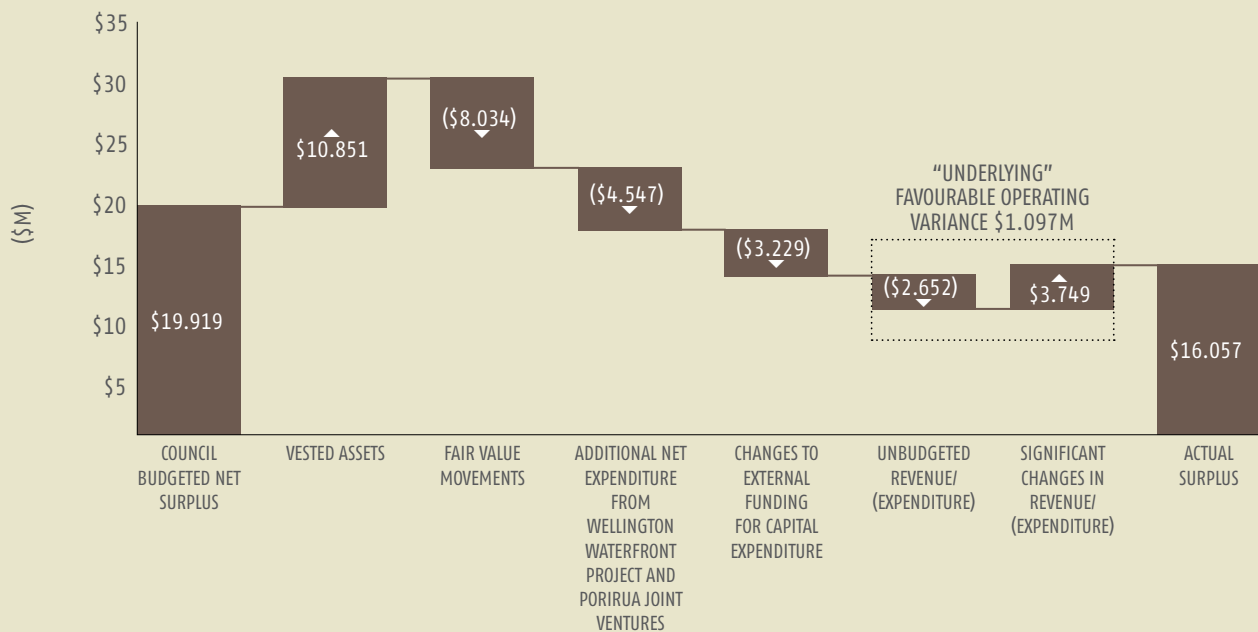 $35
$30
$25
$20
$15
$10
$5
($M)
$19.919
$10.851
($8.034)
($4.547)
($3.229)
"UNDERLYING"
FAVOURABLE OPERATING
VARIANCE $1.097M
($2.652)
$3.749
$16.057
COUNCIL
BUDGETED NET
SURPLUS
VESTED ASSETS
FAIR VALUE
MOVEMENTS
ADDITIONAL NET
EXPENDITURE
FROM
WELLINGTON
WATERFRONT
PROJECT AND
PORIRUA JOINT
VENTURES
CHANGES TO
EXTERNAL
FUNDING
FOR CAPITAL
EXPENDITURE
UNBUDGETED
REVENUE/
(EXPENDITURE)
SIGNIFICANT
CHANGES IN
REVENUE/
(EXPENDITURE)
ACTUAL
SURPLUS